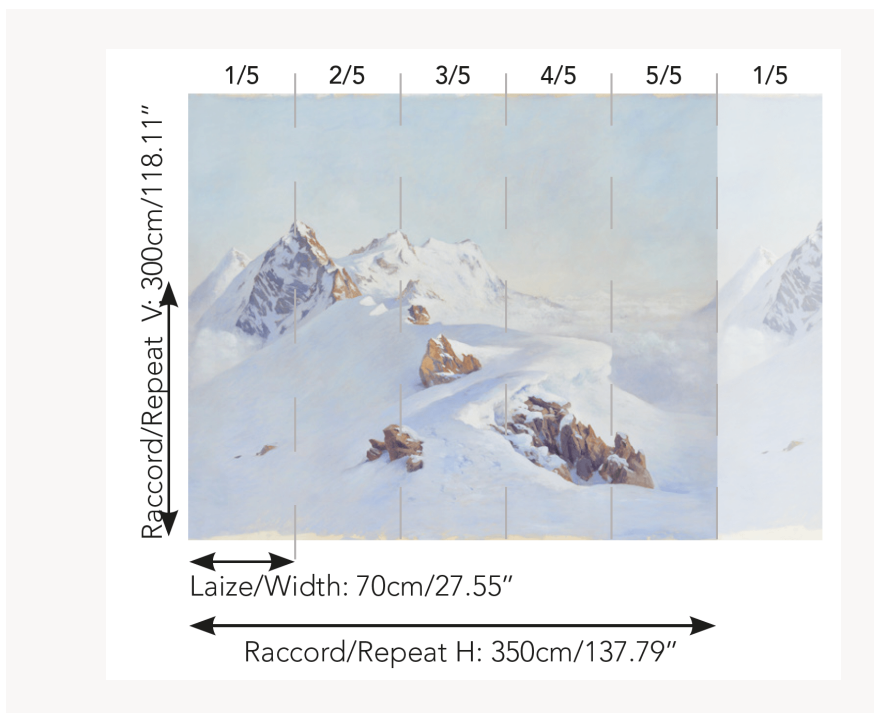 1/5 2/5 3/5 4/5 5/5 1/5
Raccord/Repeat V: 300cm/118.11”
Laize/Width: 70cm/27.55”
Raccord/Repeat H: 350cm/137.79”